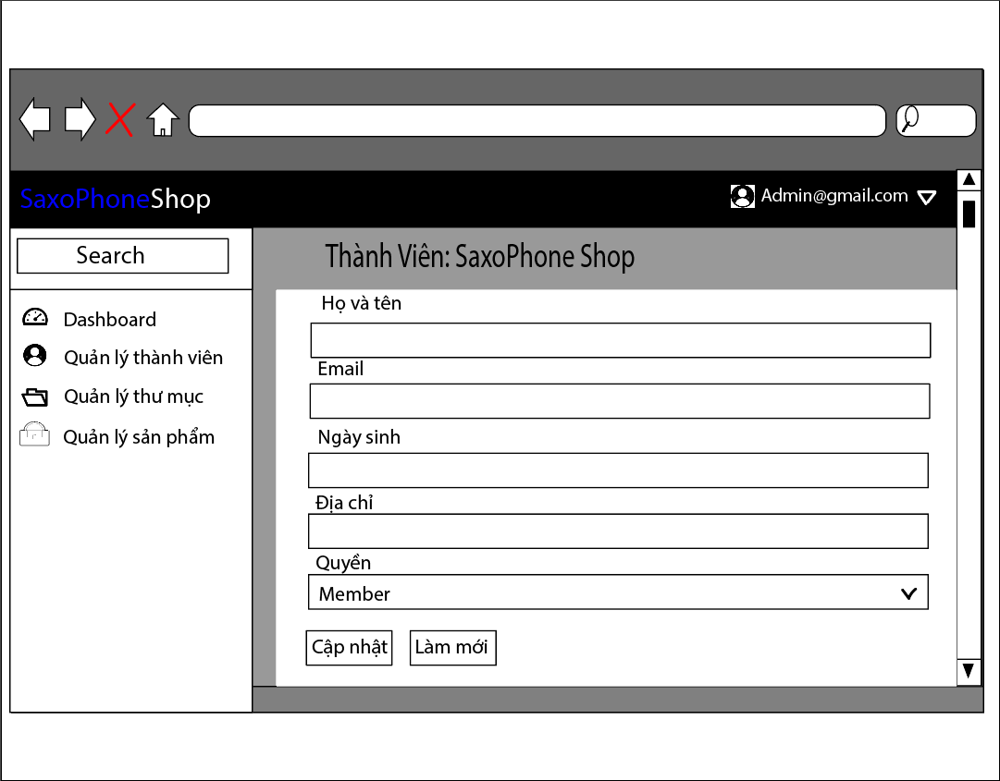 SaxoPhoneShop
Admin@gmail.com
Search
Dashboard
Quản lý thành viên
Quản lý thư mục
Quản lý sản phẩm
Thành Viên: SaxoPhone Shop
Họ và tên
Email
Ngày sinh
Địa chỉ
Quyền
Member
Cập nhật
Làm mới